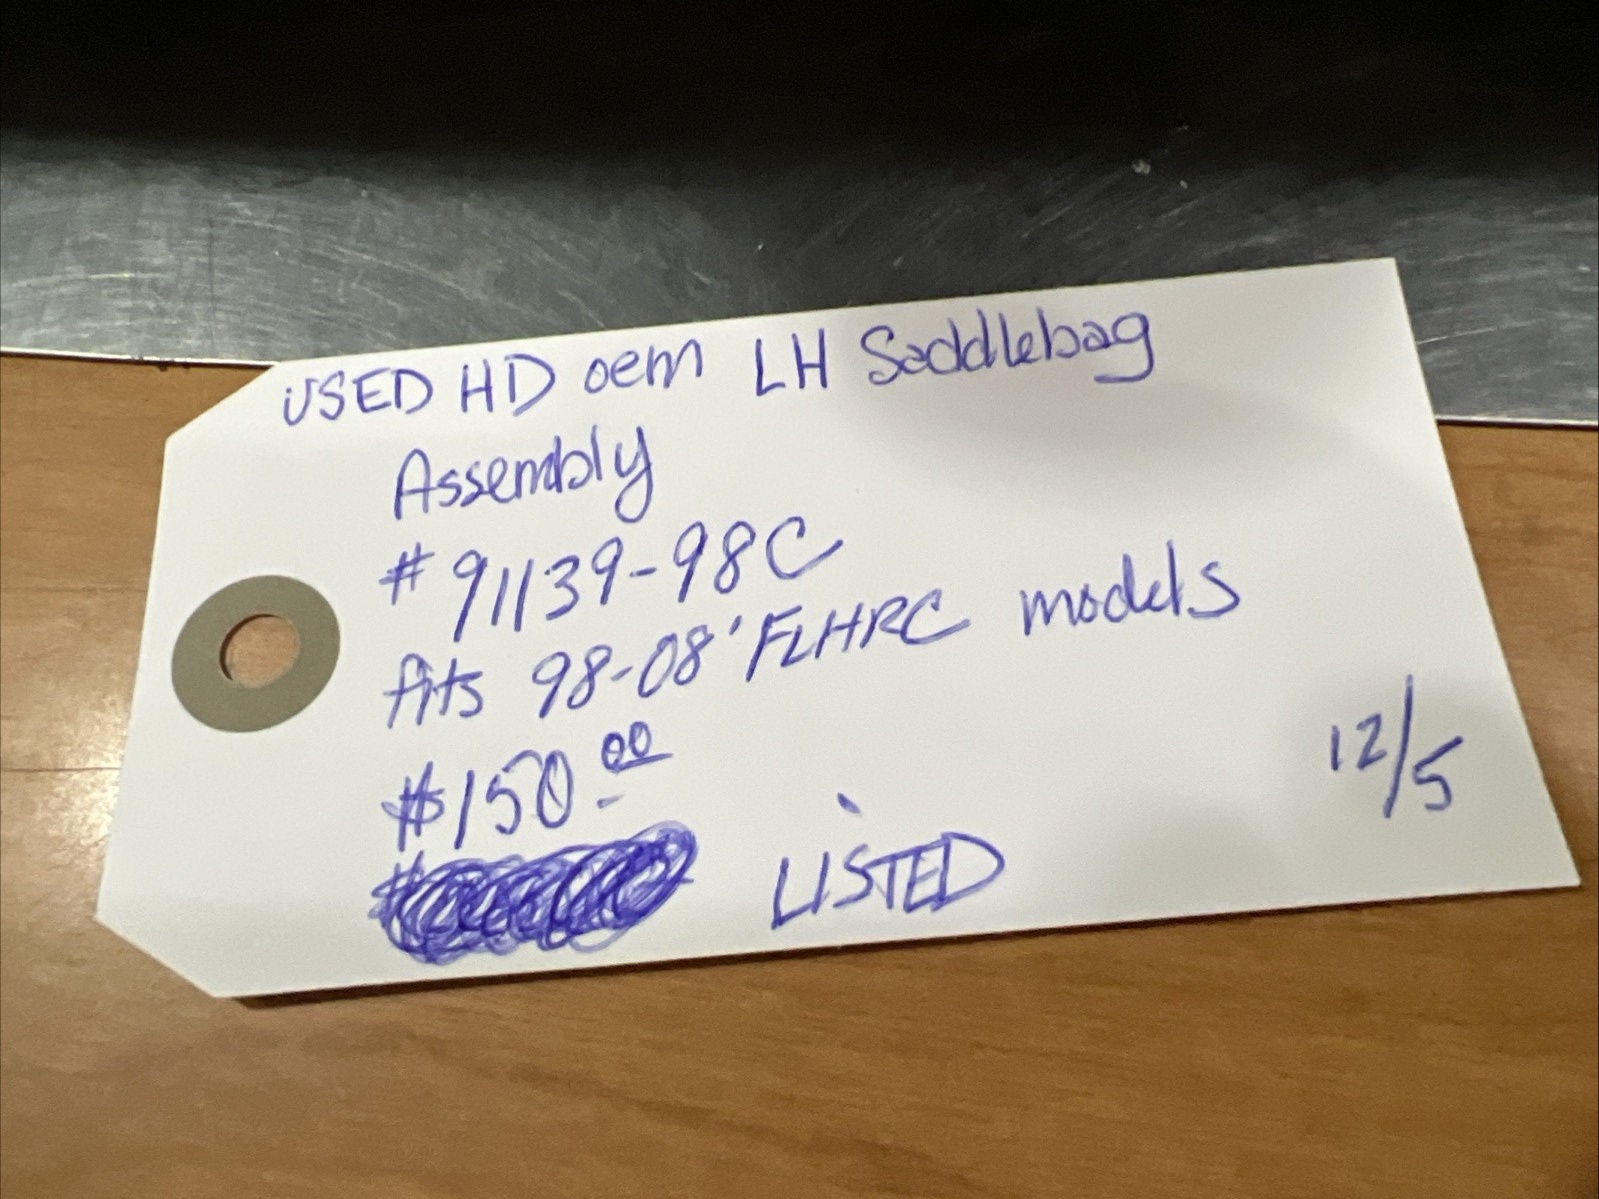 USED HD oem LH Saddlebag
Assembly
# 91139-98C
fits 98-08' FLHRC models
$150.00
12/5
LISTED